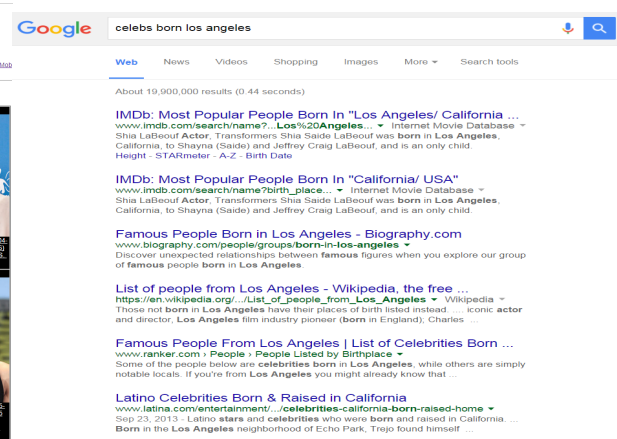 Google celebs born los angeles
Web News Videos Shopping Images More Search tools
Mob
About 19,900,000 results (0.44 seconds)
IMDb: Most Popular People Born In "Los Angeles/ California ...
www.imdb.com/search/name?...Los%20Angeles... Internet Movie Database
Shia LaBeouf Actor, Transformers Shia Saide LaBeouf was born in Los Angeles,
California, to Shayna (Saide) and Jeffrey Craig LaBeouf, and is an only child.
Height - STARmeter - A-Z - Birth Date
IMDb: Most Popular People Born In "California/ USA"
www.imdb.com/search/name?birth_place... Internet Movie Database
Shia LaBeouf Actor, Transformers Shia Saide LaBeouf was born in Los Angeles,
California, to Shayna (Saide) and Jeffrey Craig LaBeouf, and is an only child.
Famous People Born in Los Angeles - Biography.com
www.biography.com/people/groups/born-in-los-angeles
Discover unexpected relationships between famous figures when you explore our group
of famous people born in Los Angeles.
List of people from Los Angeles - Wikipedia, the free ...
https://en.wikipedia.org/.../List_of_people_from_Los_Angeles Wikipedia
Those not born in Los Angeles have their places of birth listed instead. .... iconic actor
and director, Los Angeles film industry pioneer (born in England); Charles ...
Famous People From Los Angeles | List of Celebrities Born ...
www.ranker.com › People › People Listed by Birthplace
Some of the people below are celebrities born in Los Angeles, while others are simply
notable locals. If you're from Los Angeles you might already know that ...
Latino Celebrities Born & Raised in California
www.latina.com/entertainment/.../celebrities-california-born-raised-home
Sep 23, 2013 - Latino stars and celebrities who were born and raised in California. ...
Born in the Los Angeles neighborhood of Echo Park, Trejo found himself ...